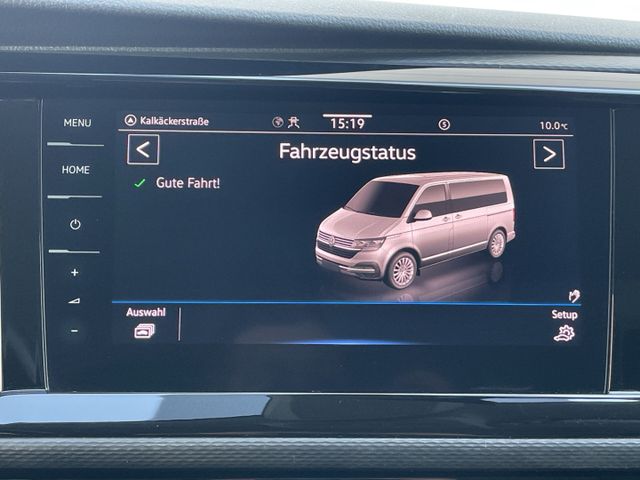 MENU
HOME
+
-
Kalkäckerstraße
15:19
10.0°C
<
Fahrzeugstatus
>
Gute Fahrt!
Auswahl
Setup